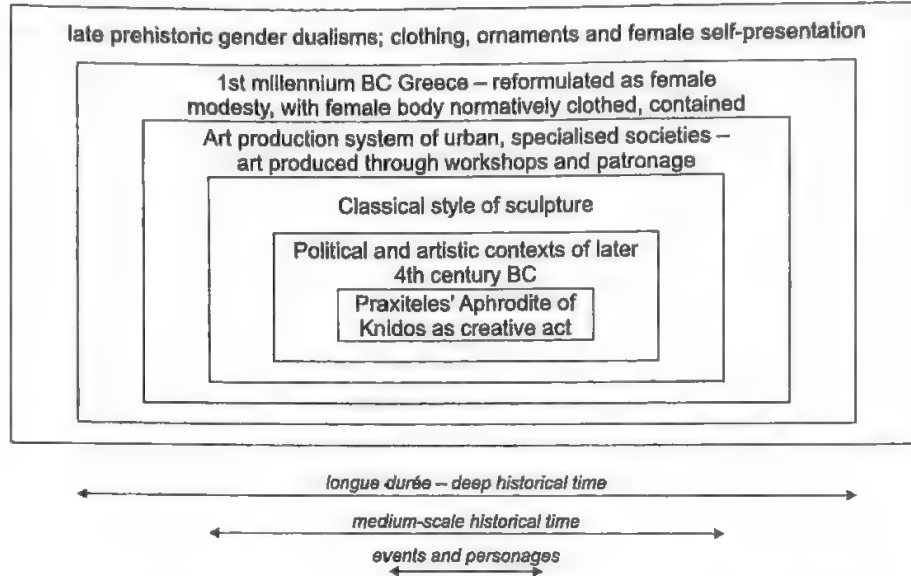 late prehistoric gender dualisms; clothing, ornaments and female self-presentation
1st millennium BC Greece – reformulated as female
modesty, with female body normatively clothed, contained
Art production system of urban, specialised societies –
art produced through workshops and patronage
Classical style of sculpture
Political and artistic contexts of later
4th century BC
Praxiteles' Aphrodite of
Knidos as creative act
longue durée – deep historical time
medium-scale historical time
events and personages